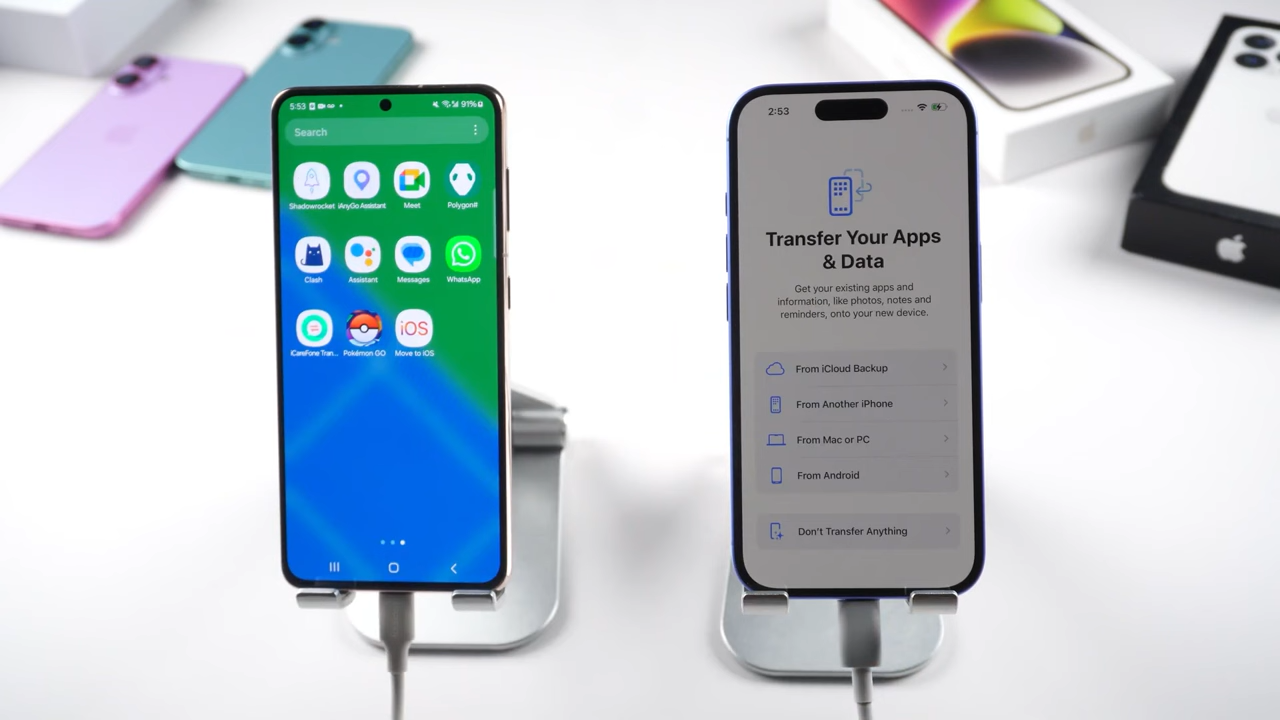 5:53
91%
Search
Shadowrocket
iAnyGo Assistant
Meet
Polygon#
Clash
Assistant
Messages
WhatsApp
iCareFone Tran...
Pokémon GO
iOS
Move to iOS
2:53
Transfer Your Apps
& Data
Get your existing apps and
information, like photos, notes and
reminders, onto your new device.
From iCloud Backup
From Another iPhone
From Mac or PC
From Android
Don't Transfer Anything